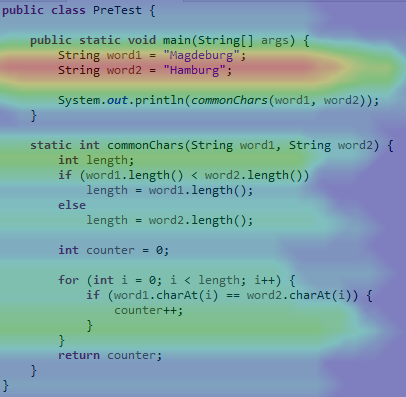 public class PreTest {
public static void main(String[] args) {
String word1 = "Magdeburg";
String word2 = "Hamburg";
System.out.println(commonChars(word1, word2));
}
static int commonChars(String word1, String word2) {
int length;
if (word1.length() < word2.length())
length = word1.length();
else
length = word2.length();
int counter = 0;
for (int i = 0; i < length; i++) {
if (word1.charAt(i) == word2.charAt(i)) {
counter++;
}
}
return counter;
}
}